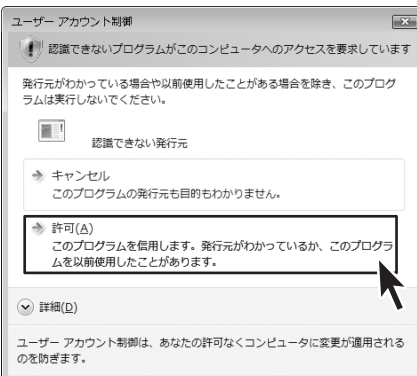 ユーザー アカウント制御
認識できないプログラムがこのコンピュータへのアクセスを要求しています
発行元がわかっている場合や以前使用したことがある場合を除き、このプログ
ラムは実行しないでください。
認識できない発行元
キャンセル
このプログラムの発行元も目的もわかりません。
許可(A)
このプログラムを信用します。発行元がわかっているか、このプログラ
ムを以前使用したことがあります。
詳細(D)
ユーザー アカウント制御は、あなたの許可なくコンピュータに変更が適用される
のを防ぎます。